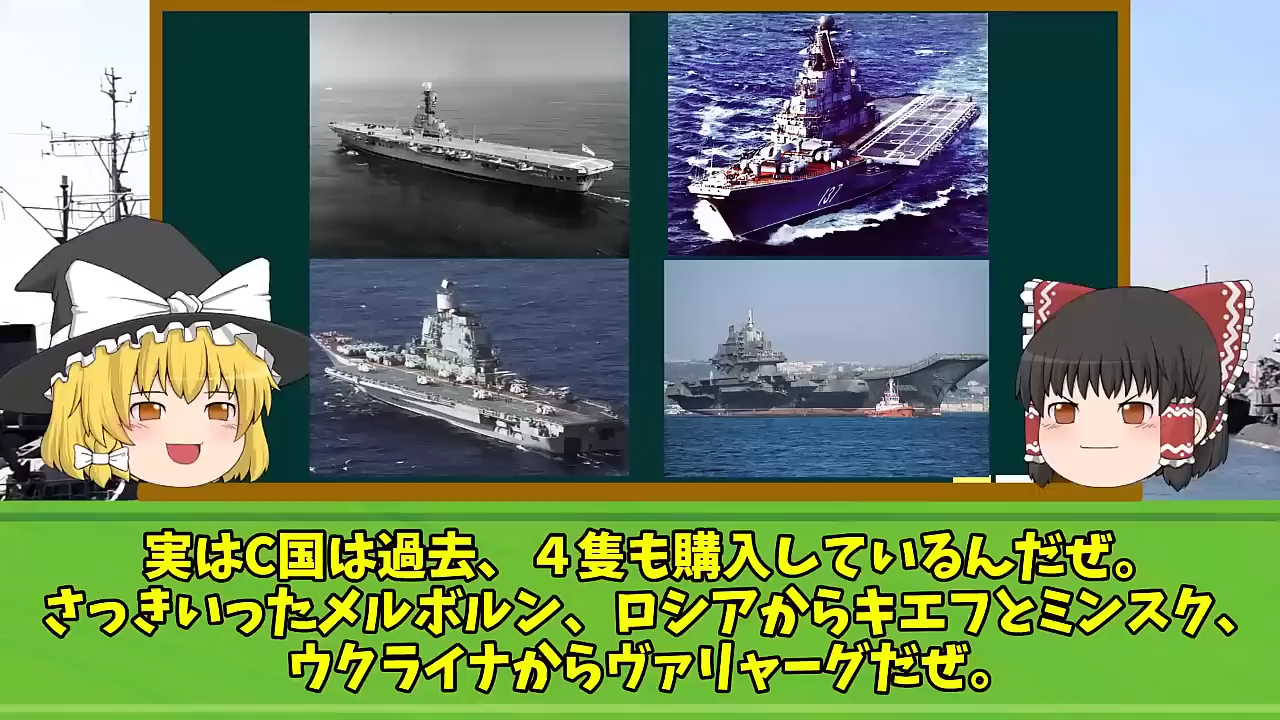 137
実はC国は過去、４隻も購入しているんだぜ。
さっきいったメルボルン、ロシアからキエフとミンスク、
ウクライナからヴァリャーグだぜ。